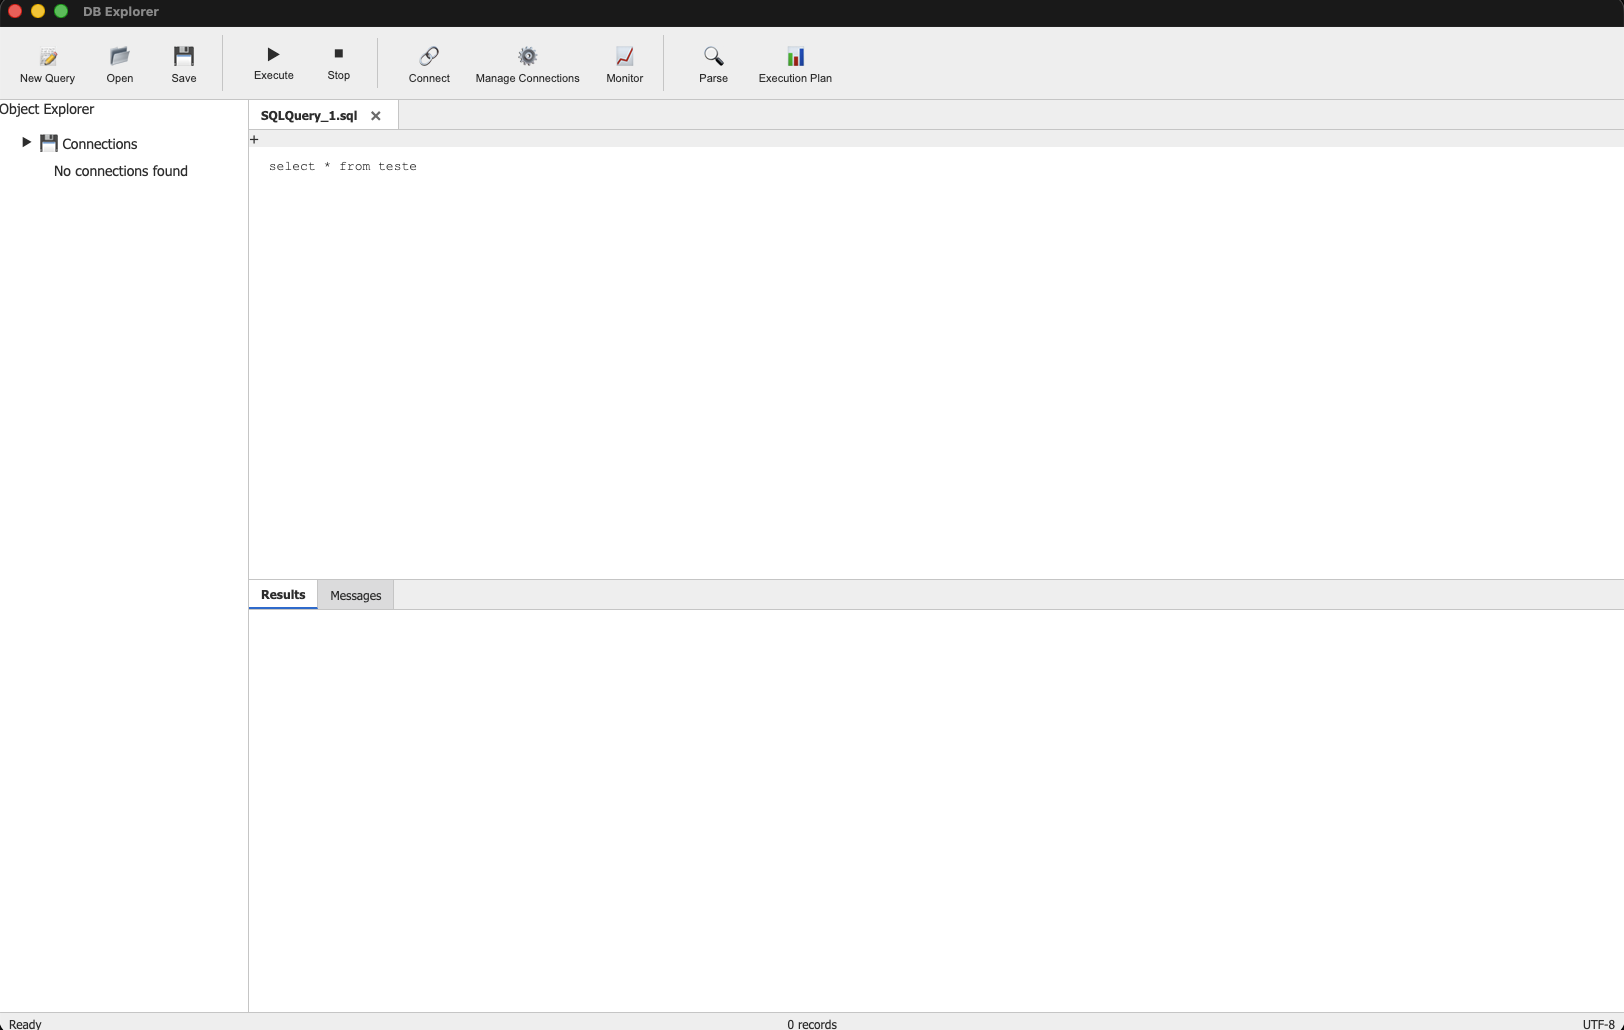 DB Explorer
New Query
Open
Save
Execute
Stop
Connect
Manage Connections
Monitor
Parse
Execution Plan
Object Explorer
Connections
No connections found
SQLQuery_1.sql
+
select * from teste
Results
Messages
Ready
0 records
UTF-8